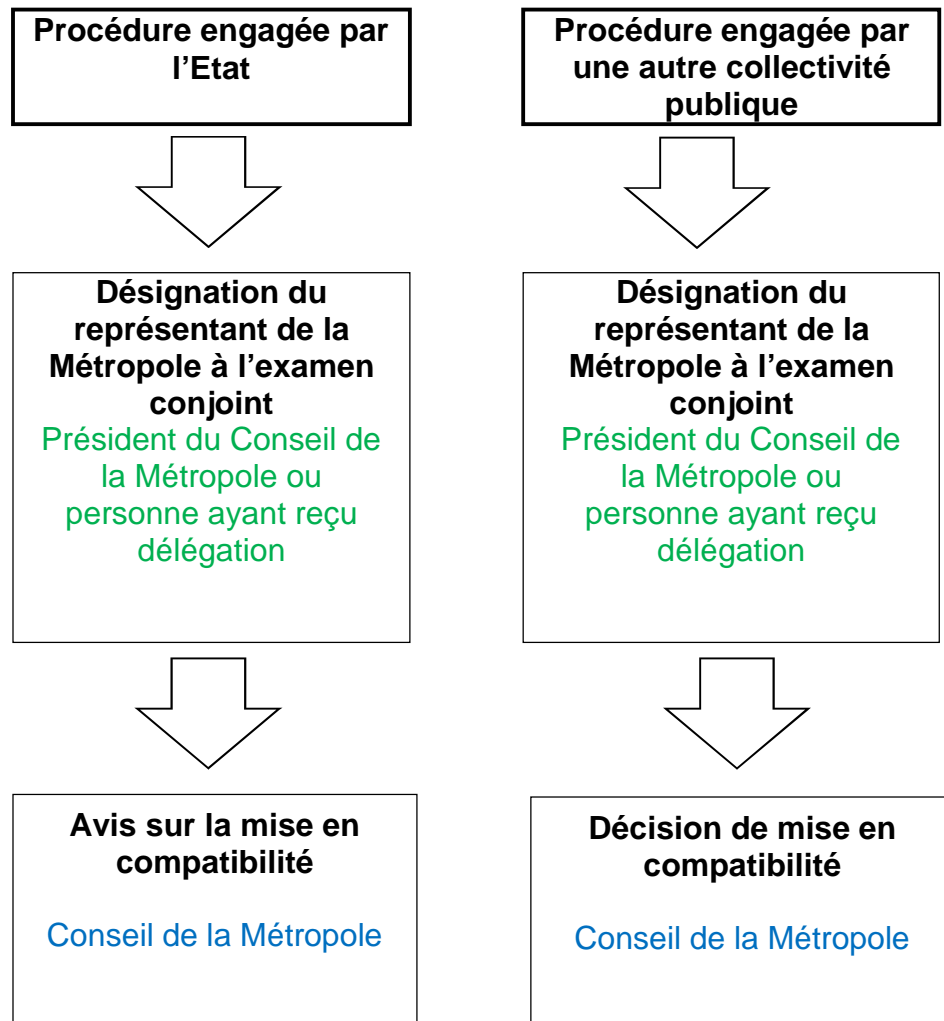 Procédure engagée par
l’Etat
Désignation du
représentant de la
Métropole à l’examen
conjoint
Président du Conseil de
la Métropole ou
personne ayant reçu
délégation
Avis sur la mise en
compatibilité
Conseil de la Métropole
Procédure engagée par
une autre collectivité
publique
Désignation du
représentant de la
Métropole à l’examen
conjoint
Président du Conseil de
la Métropole ou
personne ayant reçu
délégation
Décision de mise en
compatibilité
Conseil de la Métropole